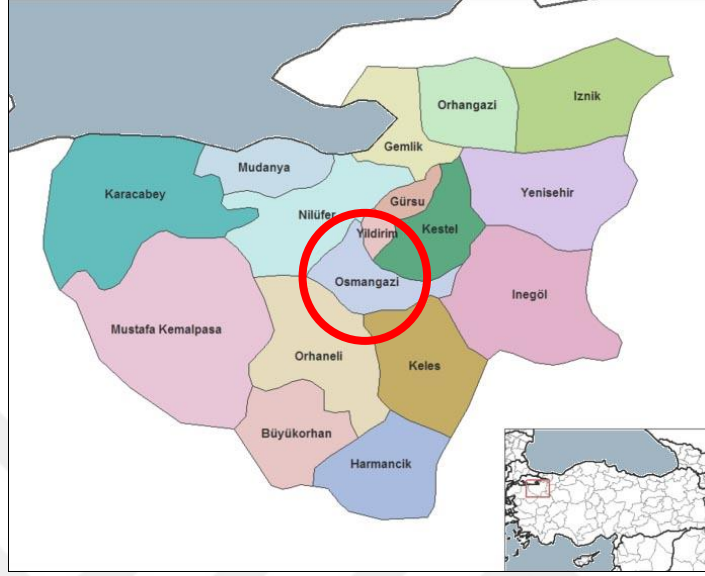 Iznik
Orhangazi
Gemlik
Mudanya
Karacabey
Yenisehir
Gürsu
Nilüfer
Kestel
Yildirim
Osmangazi
Inegöl
Mustafa Kemalpasa
Orhaneli
Keles
Büyükorhan
Harmancik